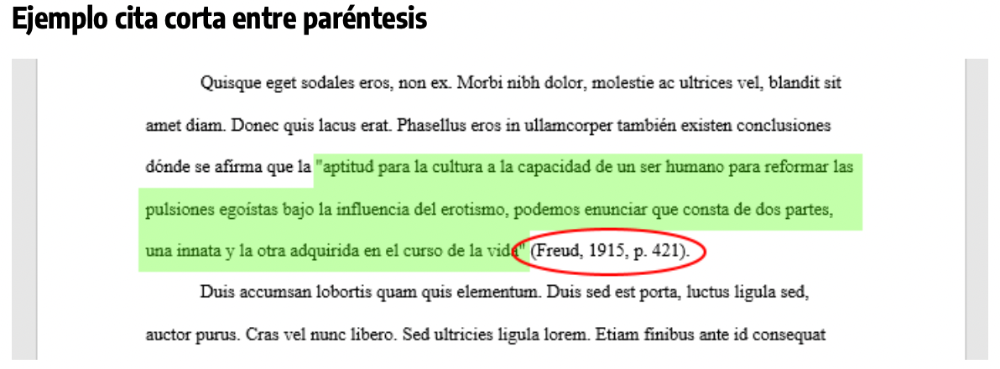 Ejemplo cita corta entre paréntesis
Quisque eget sodales eros, non ex. Morbi nibh dolor, molestie ac ultrices vel, blandit sit
amet diam. Donec quis lacus erat. Phasellus eros in ullamcorper también existen conclusiones
dónde se afirma que la "aptitud para la cultura a la capacidad de un ser humano para reformar las
pulsiones egoístas bajo la influencia del erotismo, podemos enunciar que consta de dos partes,
una innata y la otra adquirida en el curso de la vida" (Freud, 1915, p. 421).
Duis accumsan lobortis quam quis elementum. Duis sed est porta, luctus ligula sed,
auctor purus. Cras vel nunc libero. Sed ultricies ligula lorem. Etiam finibus ante id consequat